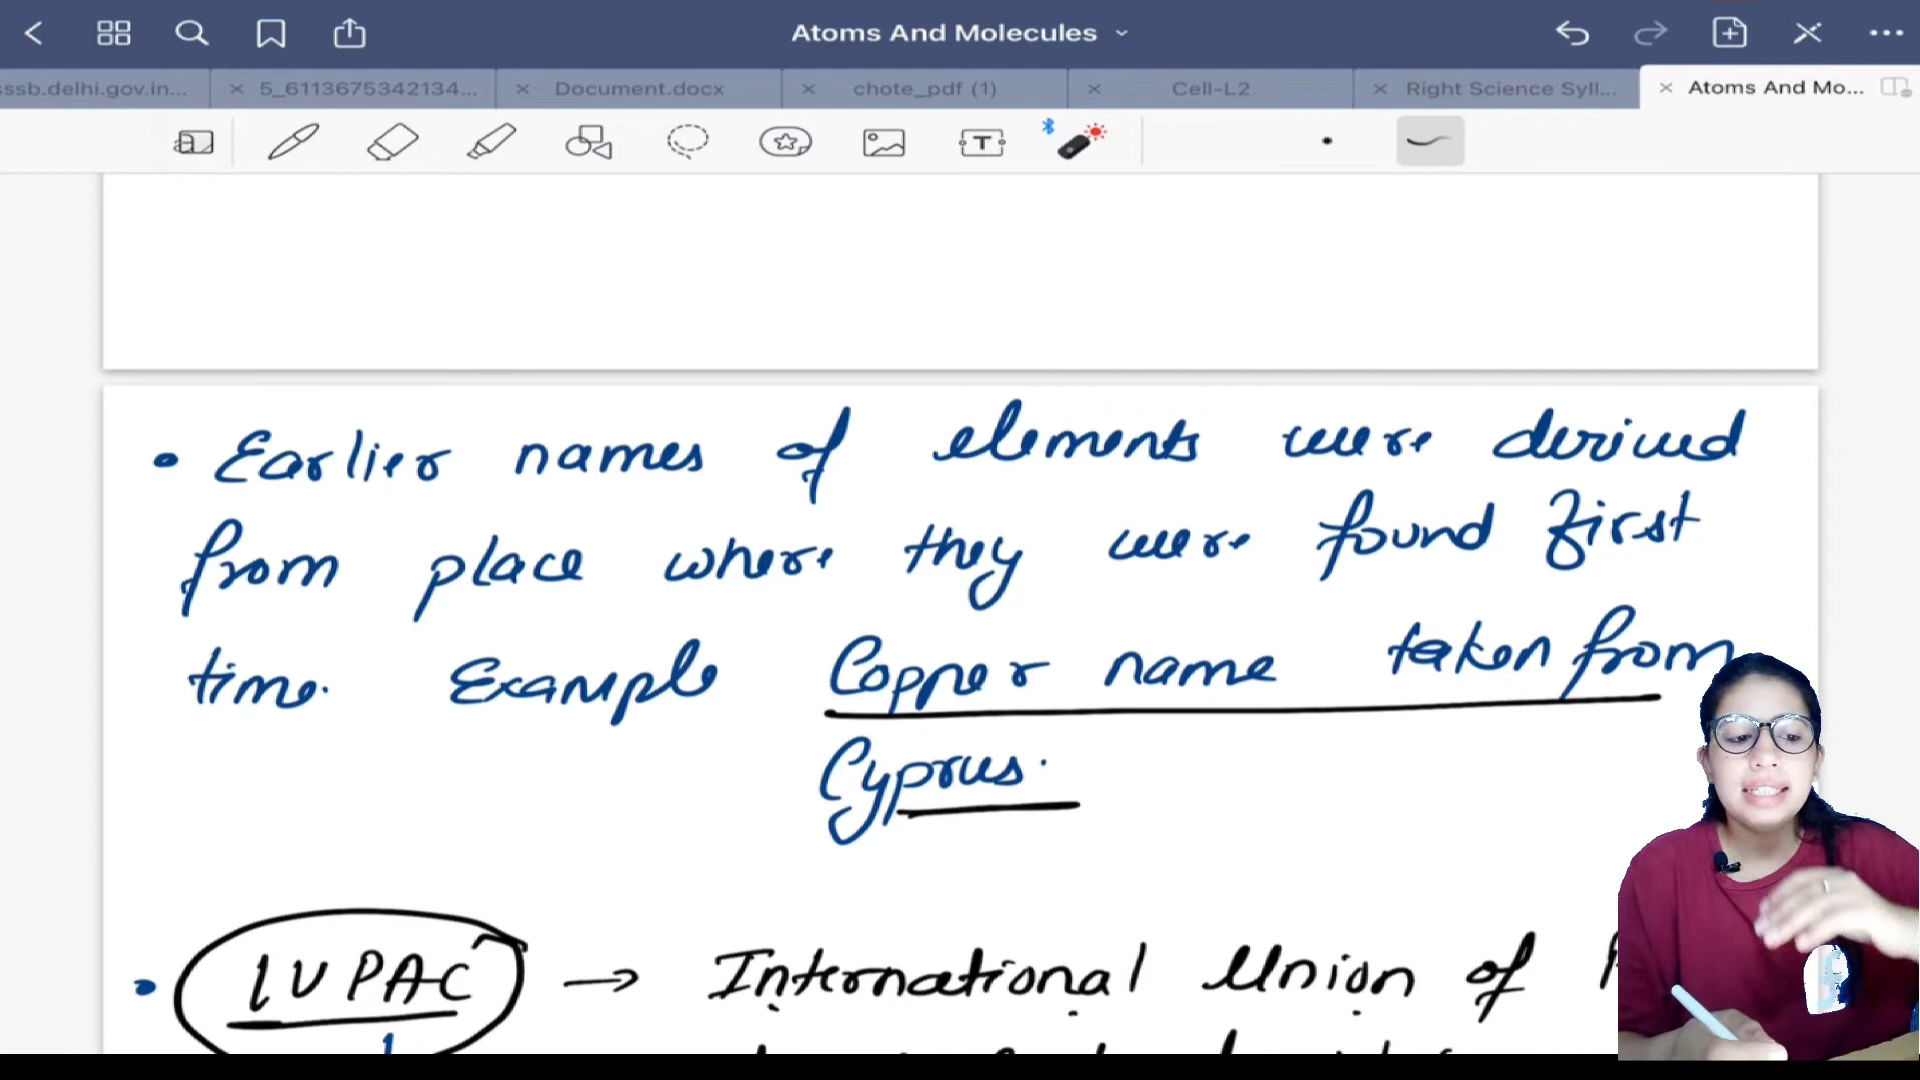 Atoms And Molecules
sssb.delhi.gov.in...
5_6113675342134...
Document.docx
chote_pdf (1)
Cell-L2
Right Science Syll...
Atoms And Mo...
• Earlier names of elements were derived
from place where they were found first
time. Example Copper name taken from
Cyprus.
• IUPAC → International Union of